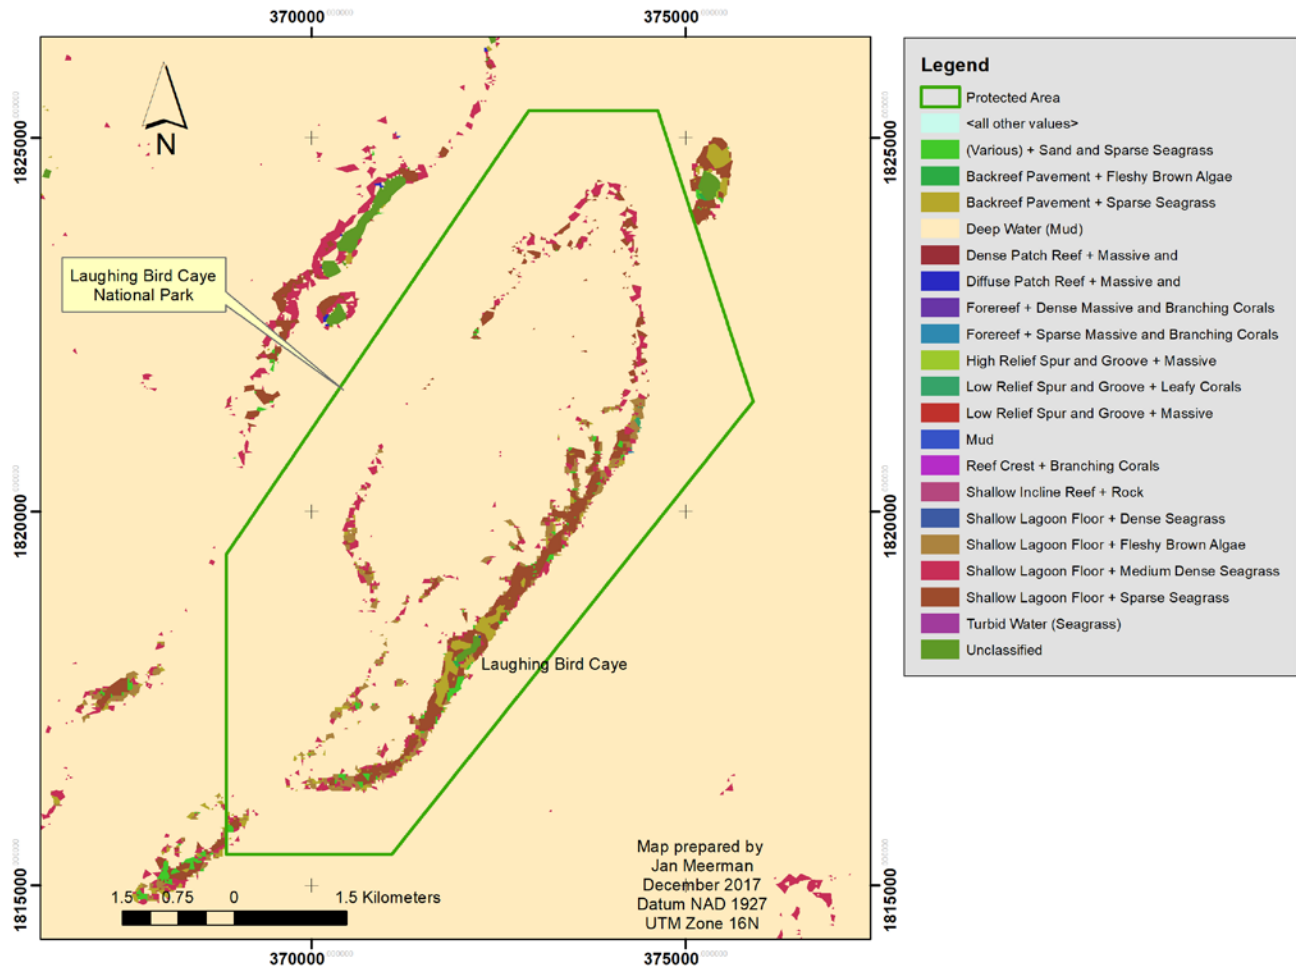 370000
375000
1825000
1820000
1815000
N
Laughing Bird Caye
National Park
Laughing Bird Caye
1.5 0.75 0 1.5 Kilometers
Map prepared by
Jan Meerman
December 2017
Datum NAD 1927
UTM Zone 16N
1825000
1820000
1815000
370000
375000
Legend
Protected Area
<all other values>
(Various) + Sand and Sparse Seagrass
Backreef Pavement + Fleshy Brown Algae
Backreef Pavement + Sparse Seagrass
Deep Water (Mud)
Dense Patch Reef + Massive and
Diffuse Patch Reef + Massive and
Forereef + Dense Massive and Branching Corals
Forereef + Sparse Massive and Branching Corals
High Relief Spur and Groove + Massive
Low Relief Spur and Groove + Leafy Corals
Low Relief Spur and Groove + Massive
Mud
Reef Crest + Branching Corals
Shallow Incline Reef + Rock
Shallow Lagoon Floor + Dense Seagrass
Shallow Lagoon Floor + Fleshy Brown Algae
Shallow Lagoon Floor + Medium Dense Seagrass
Shallow Lagoon Floor + Sparse Seagrass
Turbid Water (Seagrass)
Unclassified